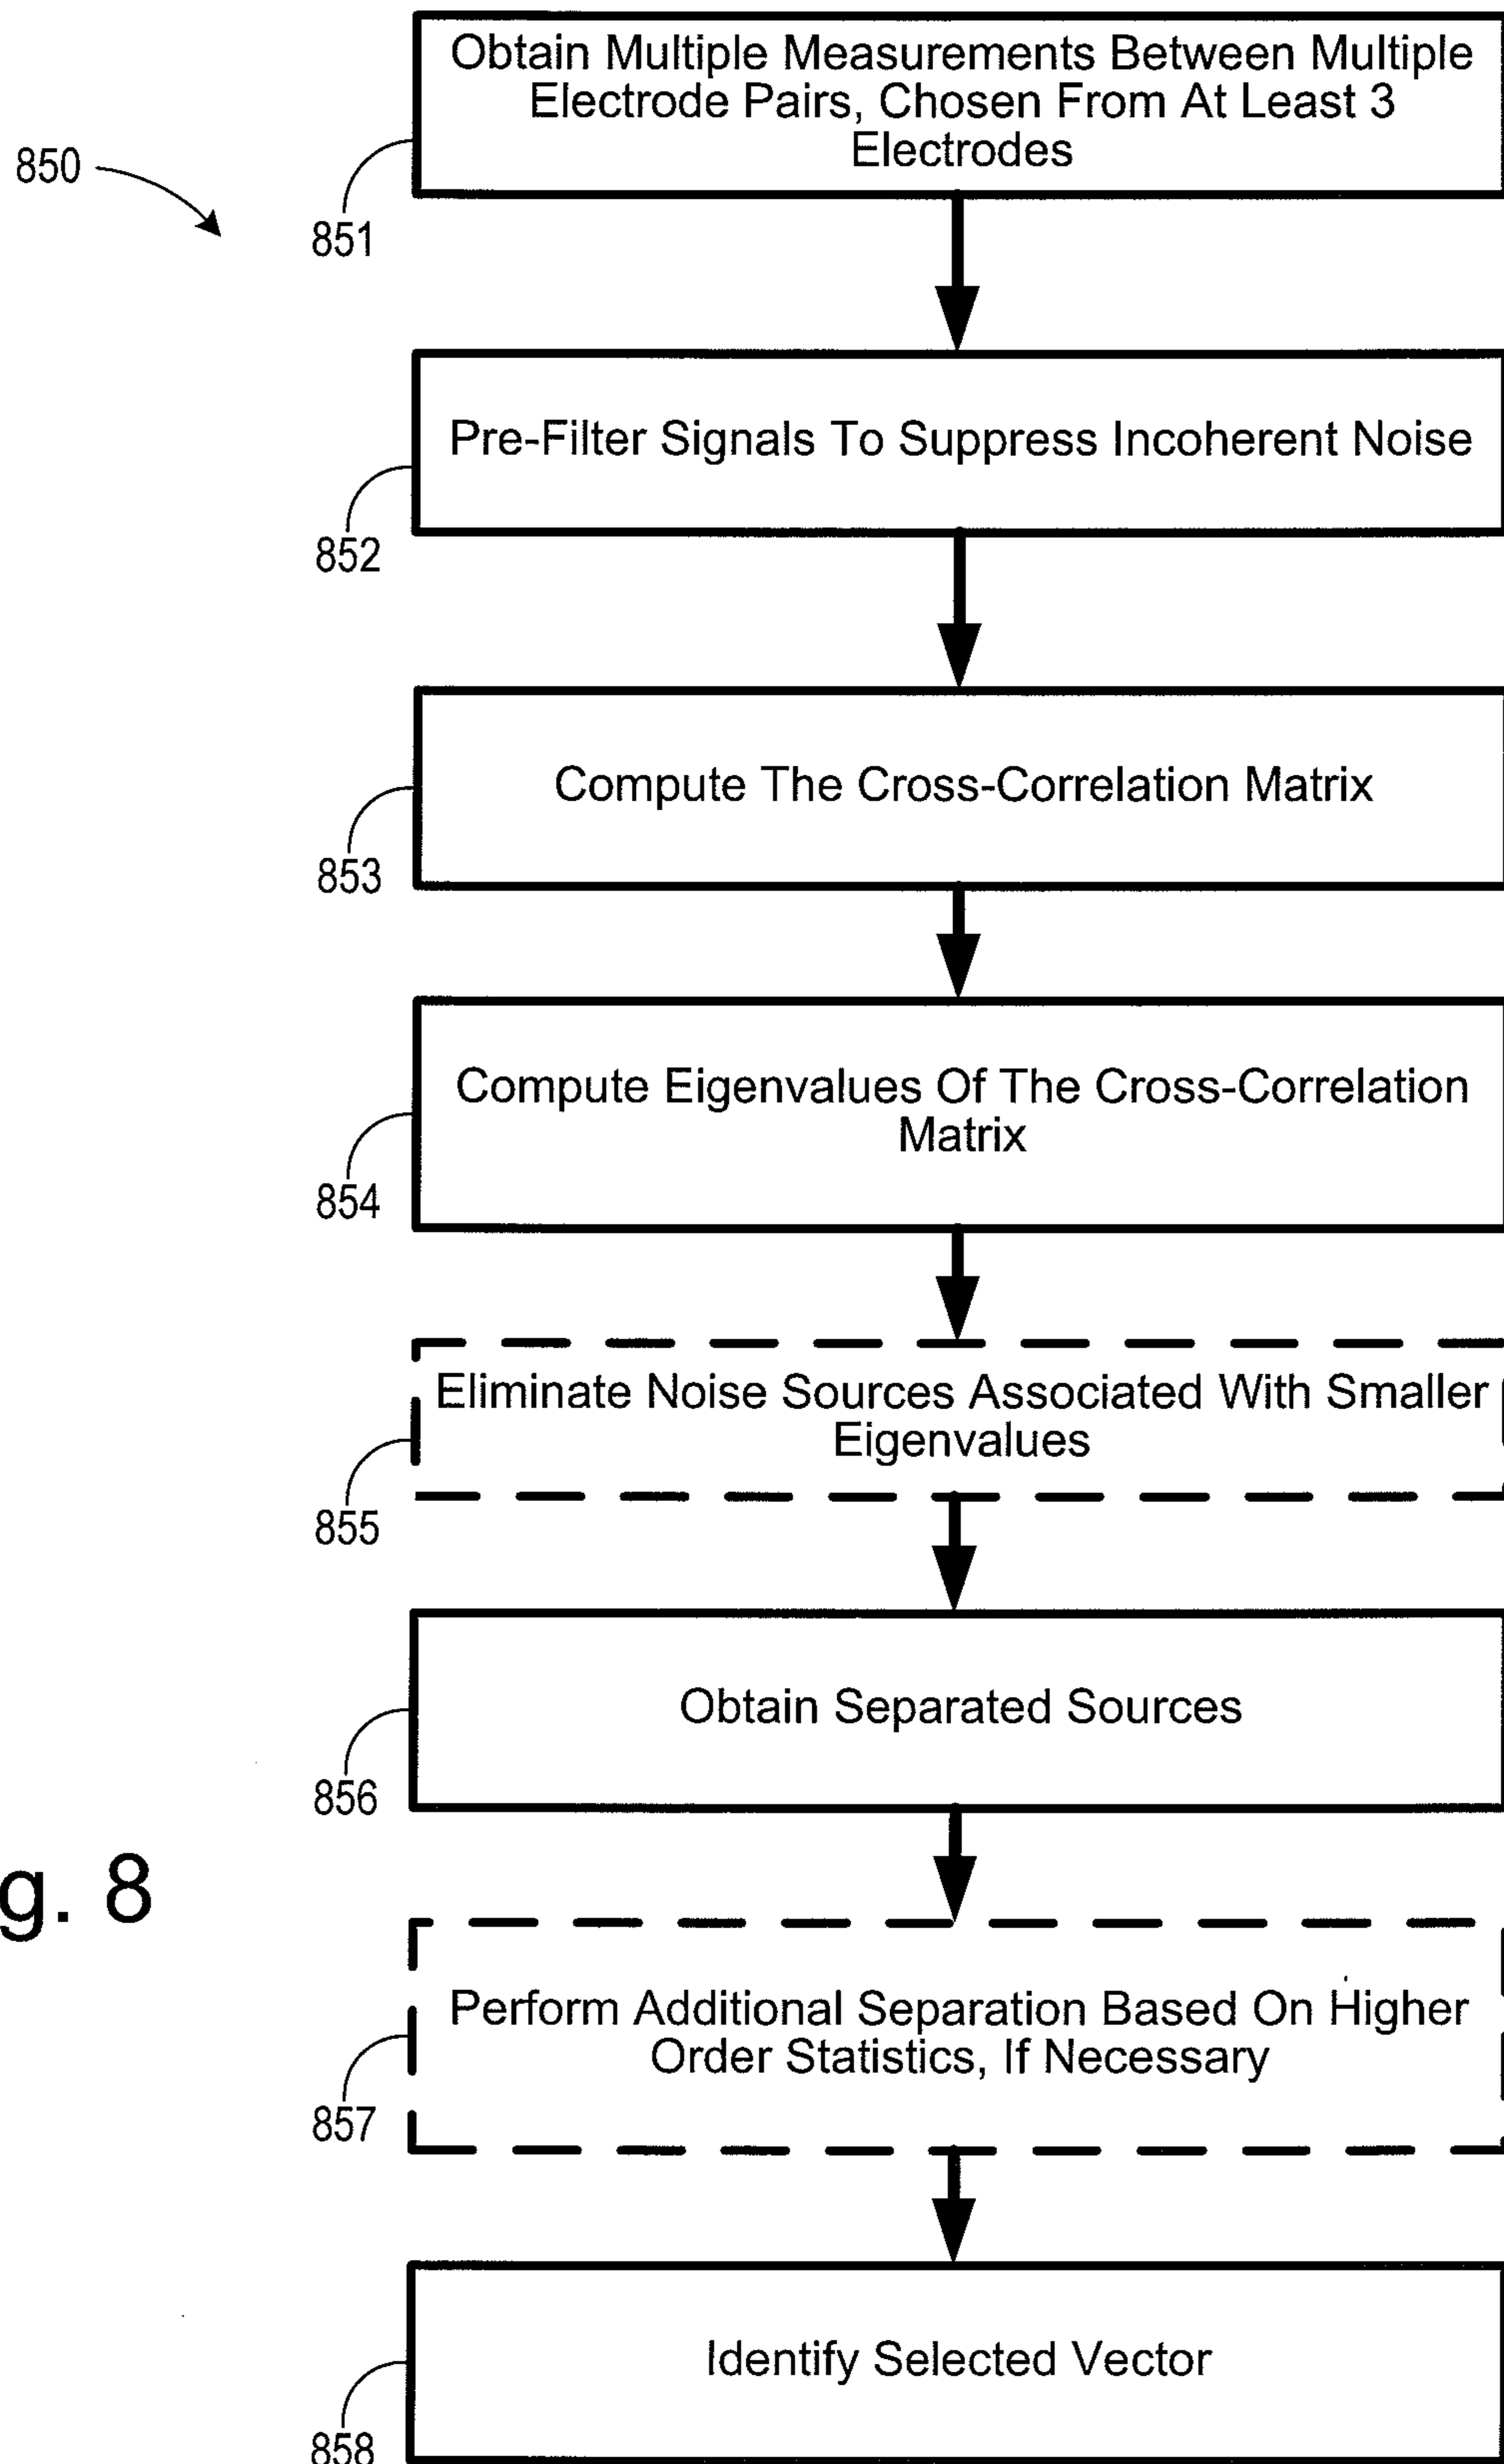 Obtain Multiple Measurements Between Multiple
Electrode Pairs, Chosen From At Least 3
Electrodes
850
851
Pre-Filter Signals To Suppress Incoherent Noise
852
Compute The Cross-Correlation Matrix
853
Compute Eigenvalues Of The Cross-Correlation
Matrix
854
Eliminate Noise Sources Associated With Smaller
Eigenvalues
855
Obtain Separated Sources
856
g. 8
Perform Additional Separation Based On Higher
Order Statistics, If Necessary
857
Identify Selected Vector
858